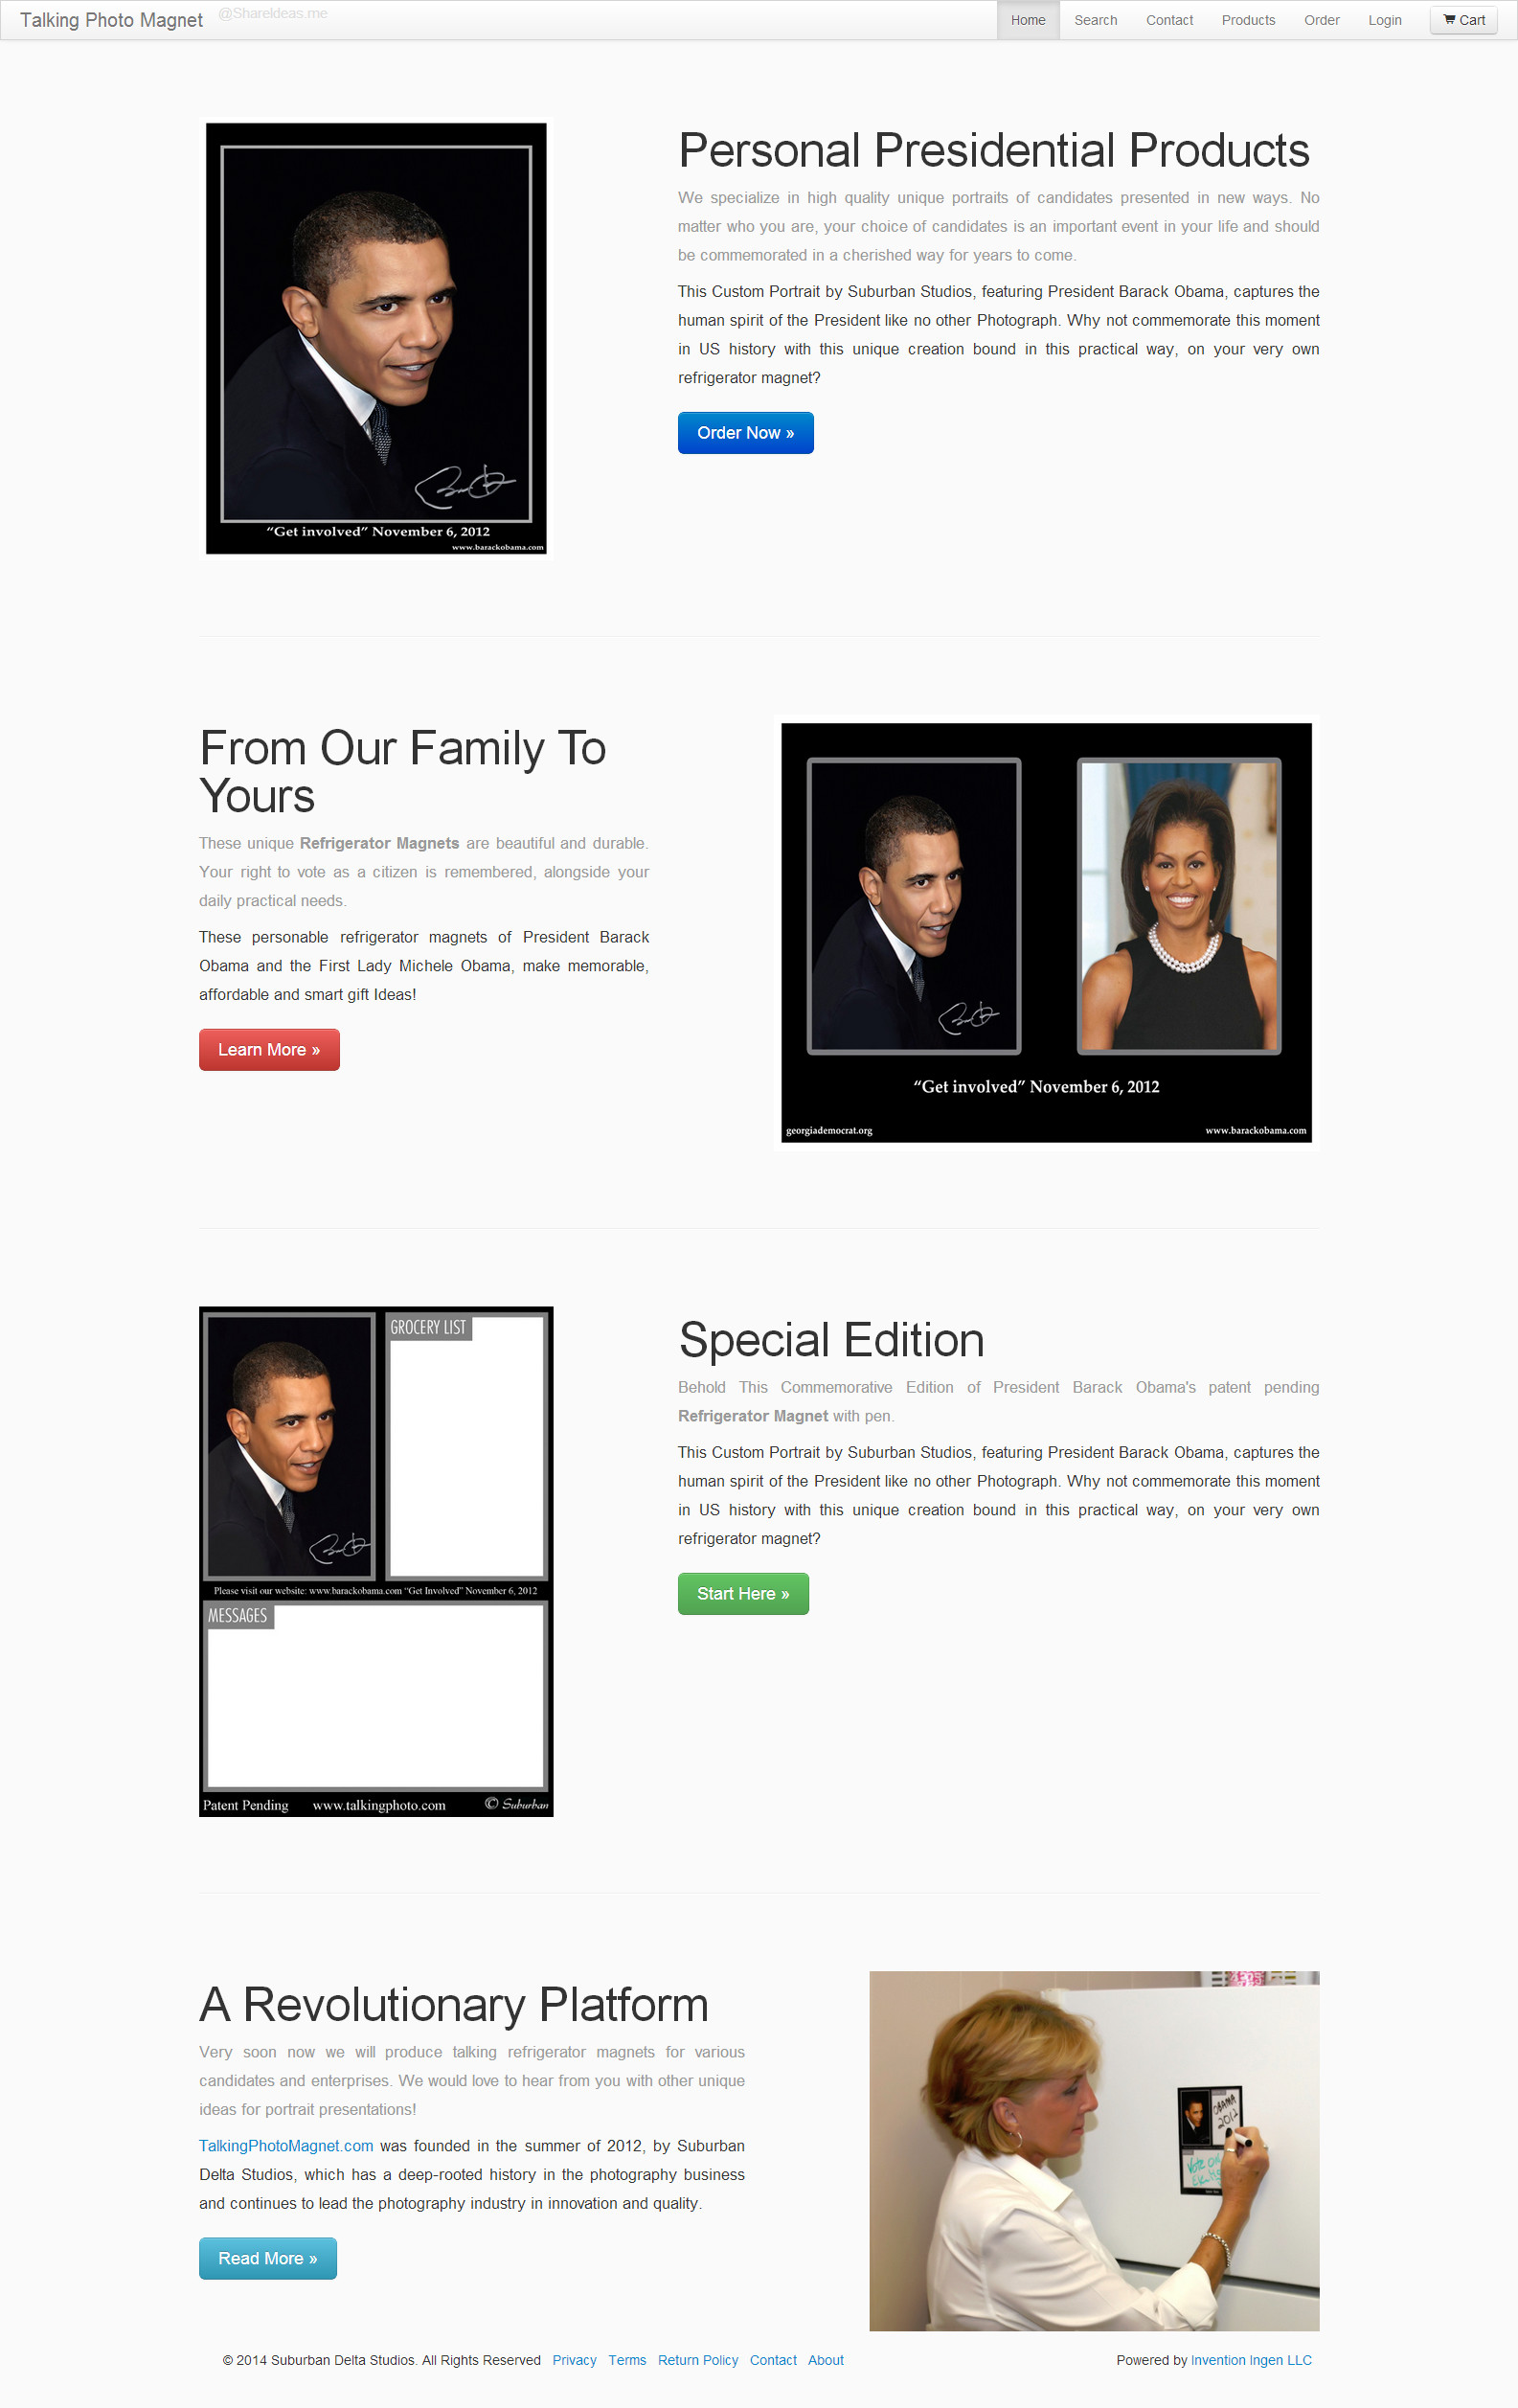 Talking Photo Magnet @ShareIdeas.me Home Search Contact Products Order Login Cart
"Get involved" November 6, 2012
www.barackobama.com
Personal Presidential Products
We specialize in high quality unique portraits of candidates presented in new ways. No
matter who you are, your choice of candidates is an important event in your life and should
be commemorated in a cherished way for years to come.
This Custom Portrait by Suburban Studios, featuring President Barack Obama, captures the
human spirit of the President like no other Photograph. Why not commemorate this moment
in US history with this unique creation bound in this practical way, on your very own
refrigerator magnet?
Order Now »
From Our Family To
Yours
These unique Refrigerator Magnets are beautiful and durable.
Your right to vote as a citizen is remembered, alongside your
daily practical needs.
These personable refrigerator magnets of President Barack
Obama and the First Lady Michele Obama, make memorable,
affordable and smart gift Ideas!
Learn More »
"Get involved" November 6, 2012
georgiademocrat.org www.barackobama.com
GROCERY LIST
Please visit our website: www.barackobama.com "Get Involved" November 6, 2012
MESSAGES
Patent Pending www.talkingphoto.com © Suburban
Special Edition
Behold This Commemorative Edition of President Barack Obama's patent pending
Refrigerator Magnet with pen.
This Custom Portrait by Suburban Studios, featuring President Barack Obama, captures the
human spirit of the President like no other Photograph. Why not commemorate this moment
in US history with this unique creation bound in this practical way, on your very own
refrigerator magnet?
Start Here »
A Revolutionary Platform
Very soon now we will produce talking refrigerator magnets for various
candidates and enterprises. We would love to hear from you with other unique
ideas for portrait presentations!
TalkingPhotoMagnet.com was founded in the summer of 2012, by Suburban
Delta Studios, which has a deep-rooted history in the photography business
and continues to lead the photography industry in innovation and quality.
Read More »
OBAMA
2012
© 2014 Suburban Delta Studios. All Rights Reserved Privacy Terms Return Policy Contact About Powered by Invention Ingen LLC